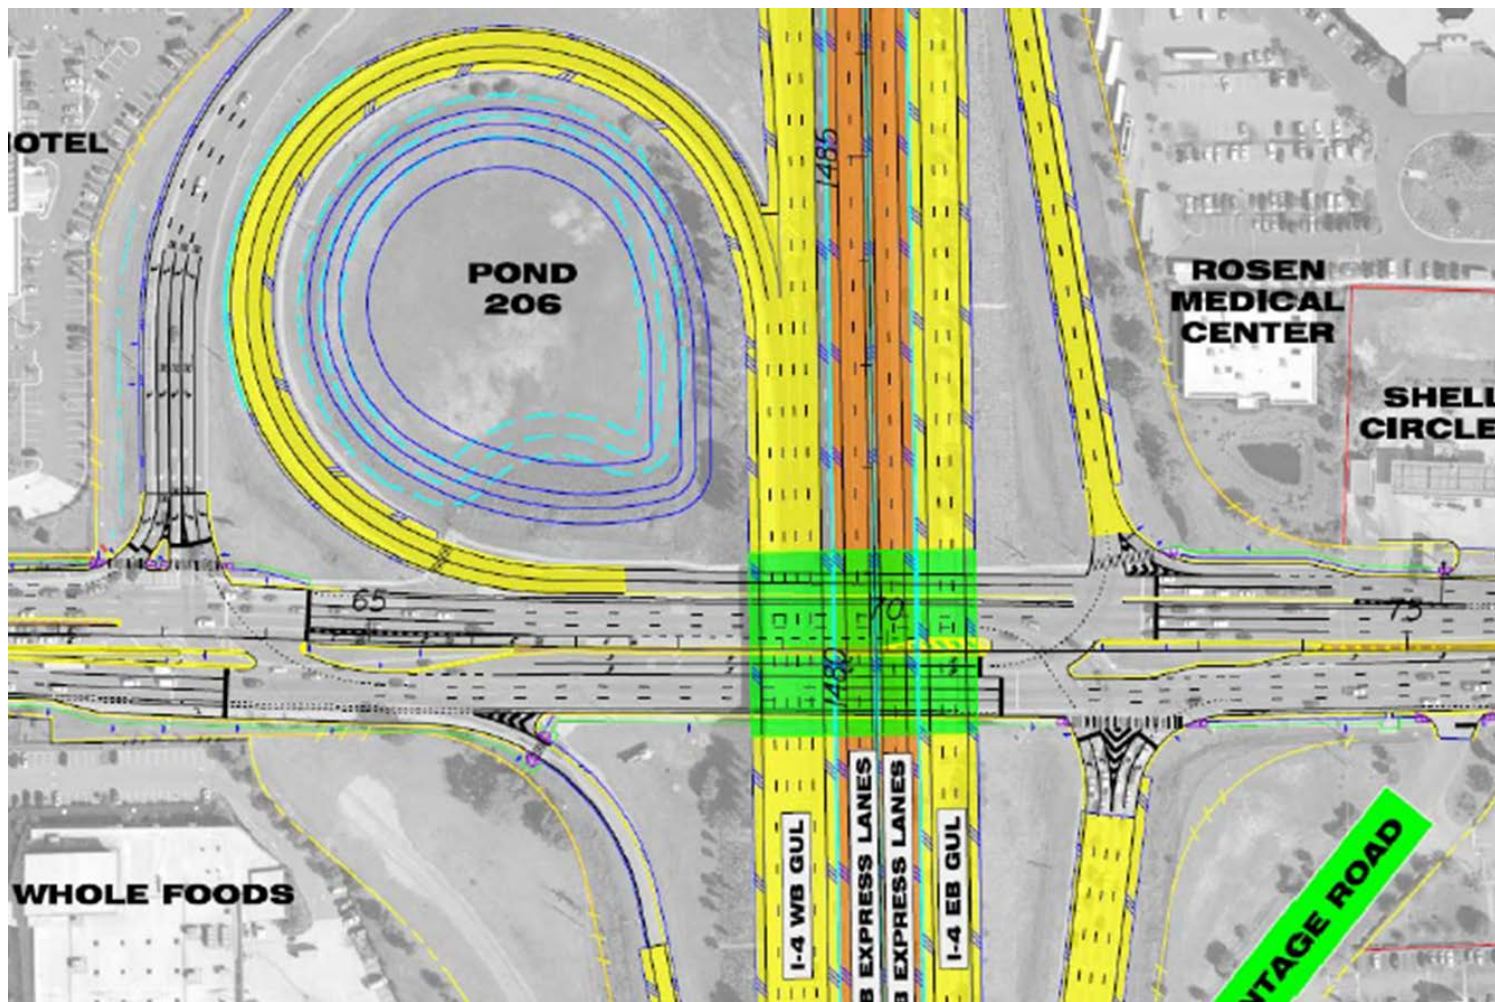 IOTEL
1485
POND
206
ROSEN
MEDICAL
CENTER
SHELL
CIRCLE
65
70
75
1480
WHOLE FOODS
I-4 WB GUL
B EXPRESS LANES
B EXPRESS LANES
I-4 EB GUL
NTAGE ROAD